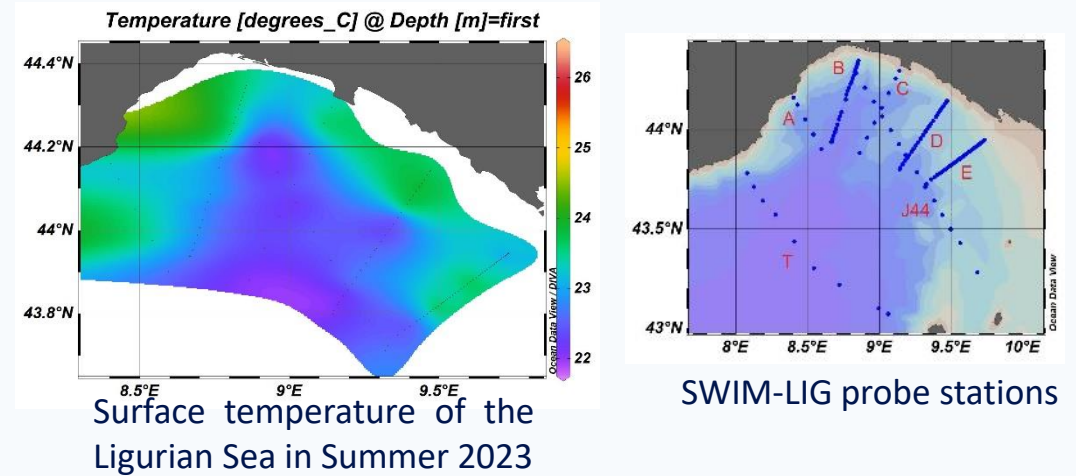 Temperature [degrees_C] @ Depth [m]=first
44.4°N
44.2°N
44°N
43.8°N
8.5°E
9°E
9.5°E
26
25
24
23
22
Ocean Data View / DIVA
Surface temperature of the
Ligurian Sea in Summer 2023
B
C
A
D
E
J44
T
44°N
43.5°N
43°N
8°E
8.5°E
9°E
9.5°E
10°E
Ocean Data View
SWIM-LIG probe stations